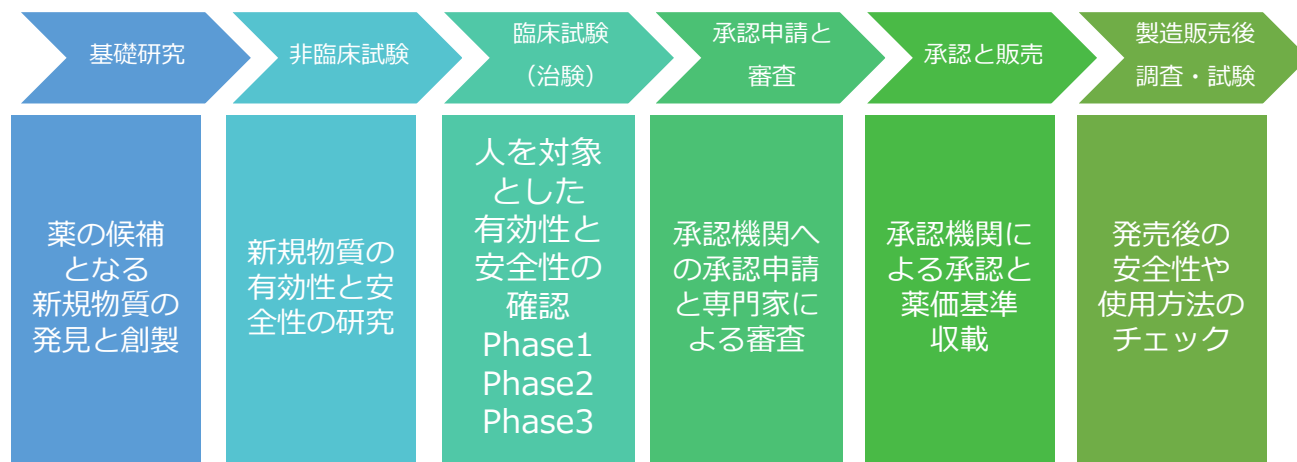 基礎研究
非臨床試験
臨床試験
（治験）
承認申請と
審査
承認と販売
製造販売後
調査・試験
薬の候補
となる
新規物質の
発見と創製
新規物質の
有効性と安
全性の研究
人を対象
とした
有効性と
安全性の
確認
Phase1
Phase2
Phase3
承認機関へ
の承認申請
と専門家に
よる審査
承認機関に
よる承認と
薬価基準
収載
発売後の
安全性や
使用方法の
チェック